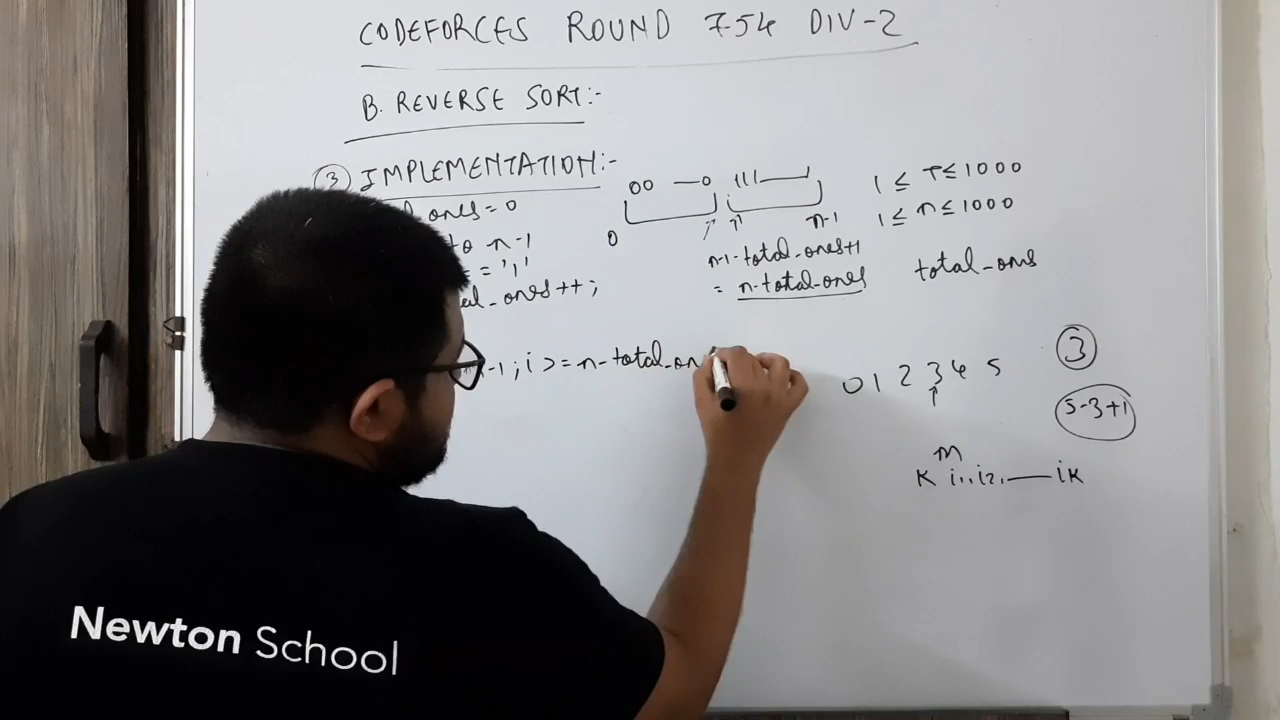 CODEFORCES ROUND 754 DIV-2
B. REVERSE SORT:-
③ IMPLEMENTATION:-
ones=0
to n-1
= '1'
ones++;
-1; i >= n-total-on
00 —0 111—1
0 n-1
n-1-total-ones+1
= n-total-ones
1 ≤ T ≤ 1000
1 ≤ n ≤ 1000
total-ones
0 1 2 3 4 5
3
5-3+1
m
K i1, i2, — iK
Newton School